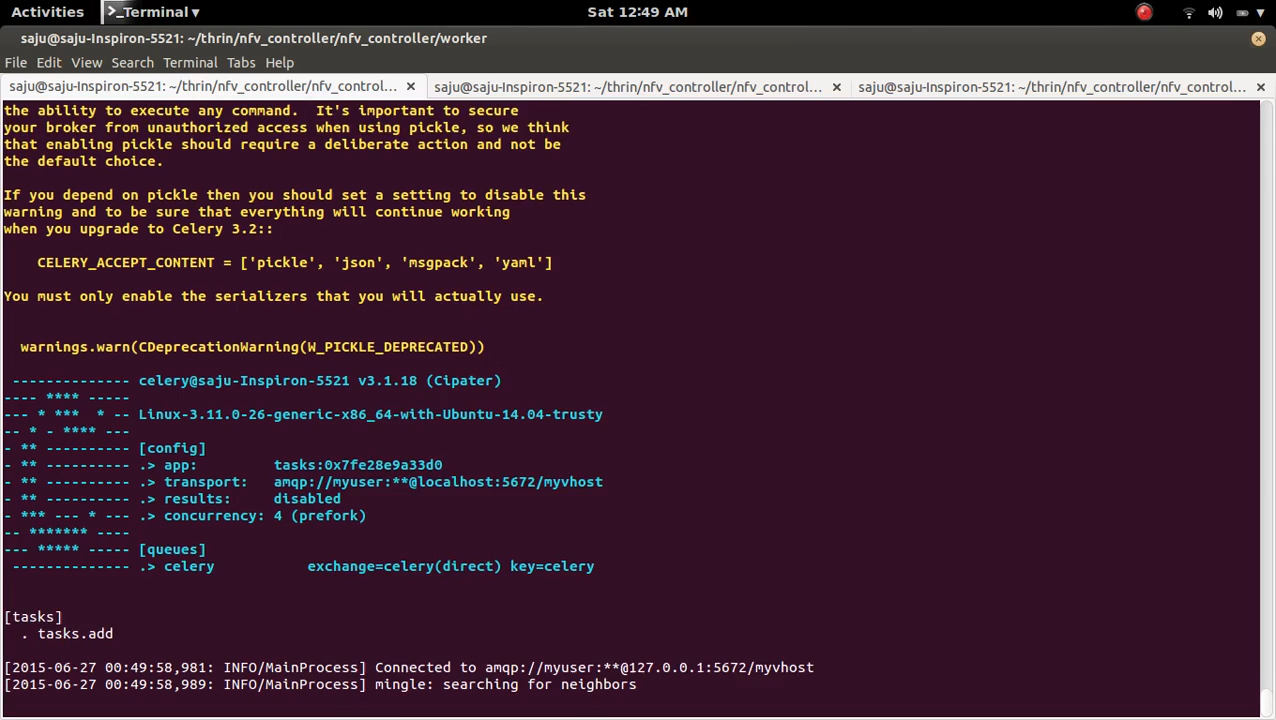 Activities >_Terminal ▾ Sat 12:49 AM
saju@saju-Inspiron-5521: ~/thrin/nfv_controller/nfv_controller/worker
File Edit View Search Terminal Tabs Help
saju@saju-Inspiron-5521: ~/thrin/nfv_controller/nfv_control... × saju@saju-Inspiron-5521: ~/thrin/nfv_controller/nfv_control... × saju@saju-Inspiron-5521: ~/thrin/nfv_controller/nfv_control... ×
the ability to execute any command.  It's important to secure
your broker from unauthorized access when using pickle, so we think
that enabling pickle should require a deliberate action and not be
the default choice.
If you depend on pickle then you should set a setting to disable this
warning and to be sure that everything will continue working
when you upgrade to Celery 3.2::
    CELERY_ACCEPT_CONTENT = ['pickle', 'json', 'msgpack', 'yaml']
You must only enable the serializers that you will actually use.
  warnings.warn(CDeprecationWarning(W_PICKLE_DEPRECATED))
 -------------- celery@saju-Inspiron-5521 v3.1.18 (Cipater)
---- **** -----
--- * ***  * -- Linux-3.11.0-26-generic-x86_64-with-Ubuntu-14.04-trusty
-- * - **** ---
- ** ---------- [config]
- ** ---------- .> app:         tasks:0x7fe28e9a33d0
- ** ---------- .> transport:   amqp://myuser:**@localhost:5672/myvhost
- ** ---------- .> results:     disabled
- *** --- * --- .> concurrency: 4 (prefork)
-- ******* ----
--- ***** ----- [queues]
 -------------- .> celery           exchange=celery(direct) key=celery
[tasks]
  . tasks.add
[2015-06-27 00:49:58,981: INFO/MainProcess] Connected to amqp://myuser:**@127.0.0.1:5672/myvhost
[2015-06-27 00:49:58,989: INFO/MainProcess] mingle: searching for neighbors